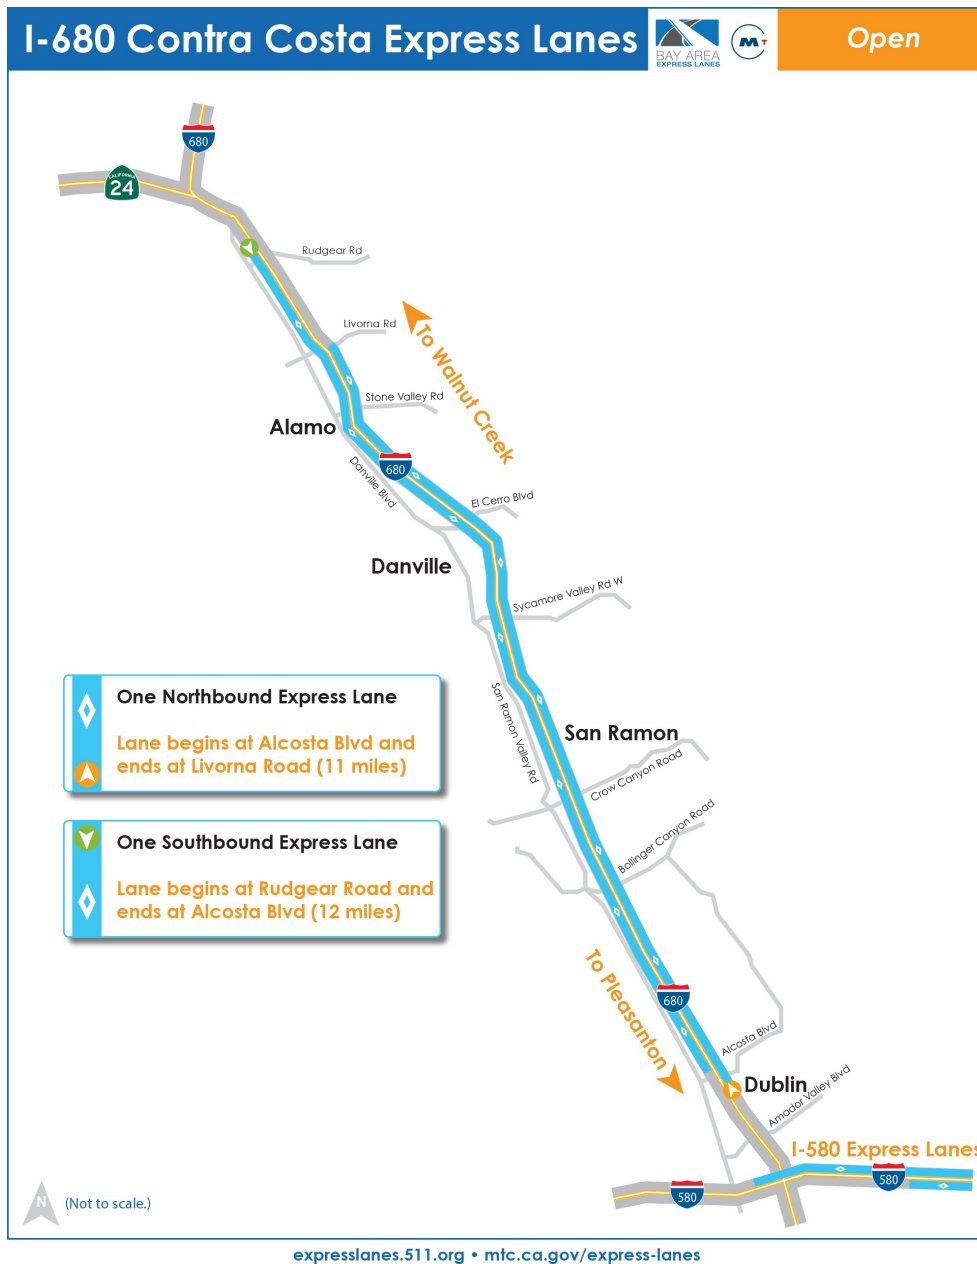 I-680 Contra Costa Express Lanes
BAY AREA
EXPRESS LANES
MT
Open
680
CALIFORNIA
24
Rudgear Rd
Livorna Rd
To Walnut Creek
Stone Valley Rd
Alamo
680
Danville Blvd
El Cerro Blvd
Danville
Sycamore Valley Rd W
San Ramon Valley Rd
One Northbound Express Lane
Lane begins at Alcosta Blvd and
ends at Livorna Road (11 miles)
San Ramon
Crow Canyon Road
Bollinger Canyon Road
One Southbound Express Lane
Lane begins at Rudgear Road and
ends at Alcosta Blvd (12 miles)
To Pleasanton
680
Alcosta Blvd
Dublin
Amador Valley Blvd
I-580 Express Lanes
580
580
N
(Not to scale.)
expresslanes.511.org • mtc.ca.gov/express-lanes